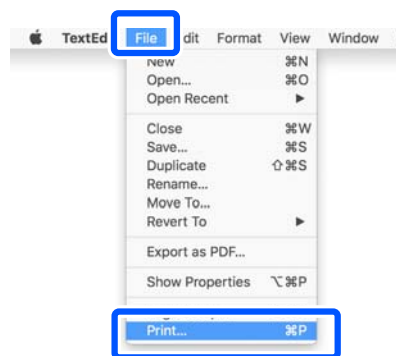 TextEd File dit Format View Window
New ⌘N
Open... ⌘O
Open Recent ▶
Close ⌘W
Save... ⌘S
Duplicate ⇧⌘S
Rename...
Move To...
Revert To ▶
Export as PDF...
Show Properties ⌥⌘P
Print... ⌘P